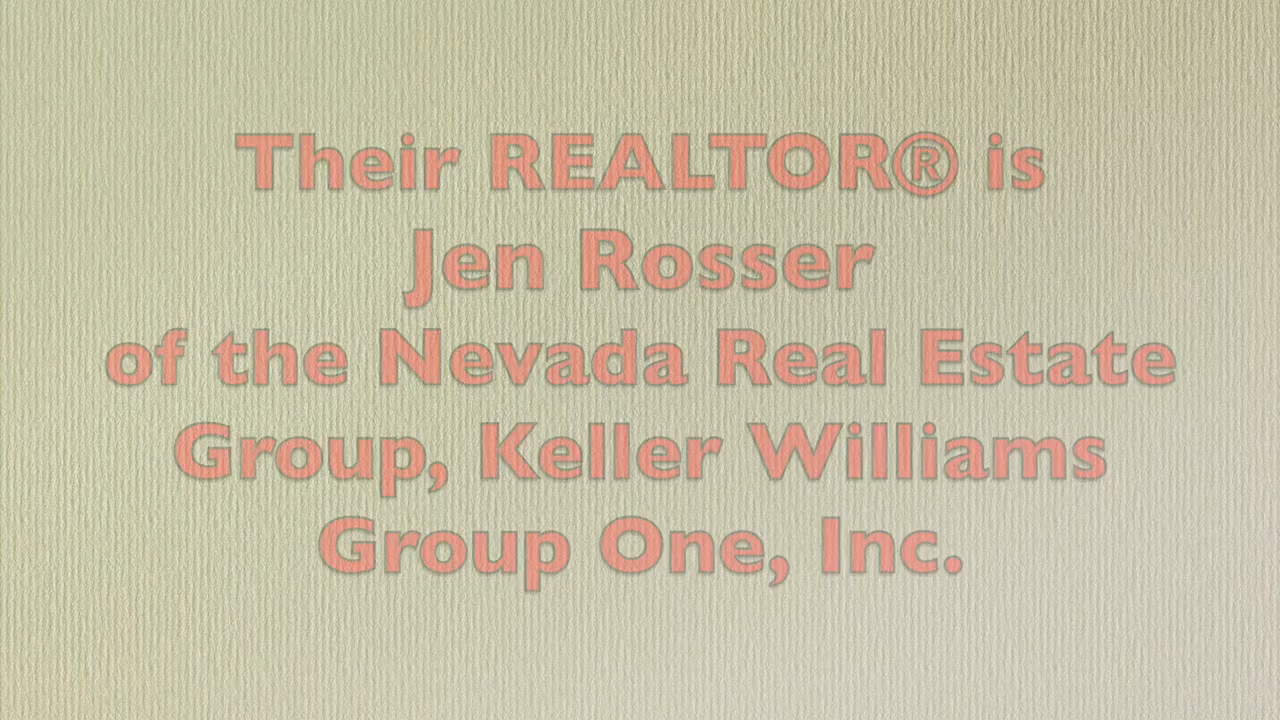 Their REALTOR® is
Jen Rosser
of the Nevada Real Estate
Group, Keller Williams
Group One, Inc.